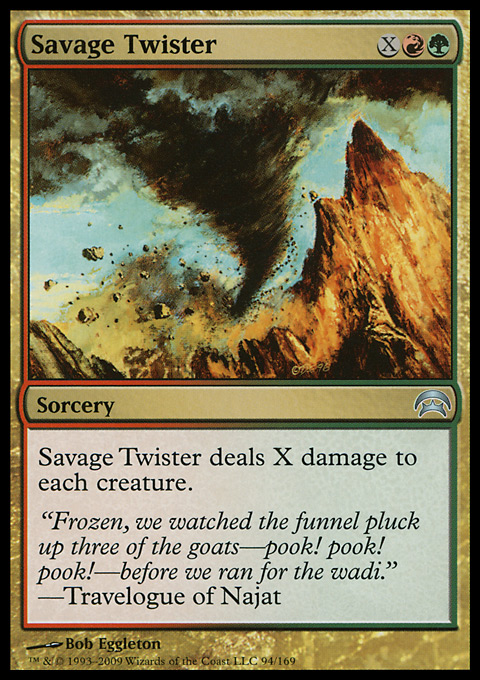 Savage Twister X
Sorcery
Savage Twister deals X damage to
each creature.
“Frozen, we watched the funnel pluck
up three of the goats—pook! pook!
pook!—before we ran for the wadi.”
—Travelogue of Najat
Bob Eggleton
™ & © 1993–2009 Wizards of the Coast LLC 94/169